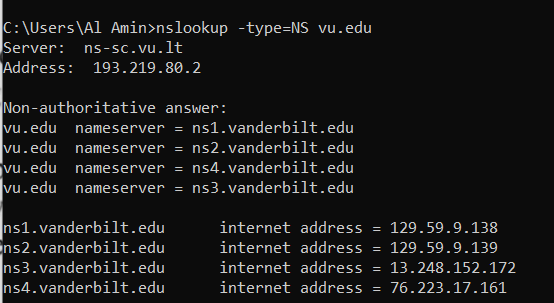 C:\Users\Al Amin>nslookup -type=NS vu.edu
Server:  ns-sc.vu.lt
Address:  193.219.80.2
Non-authoritative answer:
vu.edu  nameserver = ns1.vanderbilt.edu
vu.edu  nameserver = ns2.vanderbilt.edu
vu.edu  nameserver = ns4.vanderbilt.edu
vu.edu  nameserver = ns3.vanderbilt.edu
ns1.vanderbilt.edu      internet address = 129.59.9.138
ns2.vanderbilt.edu      internet address = 129.59.9.139
ns3.vanderbilt.edu      internet address = 13.248.152.172
ns4.vanderbilt.edu      internet address = 76.223.17.161